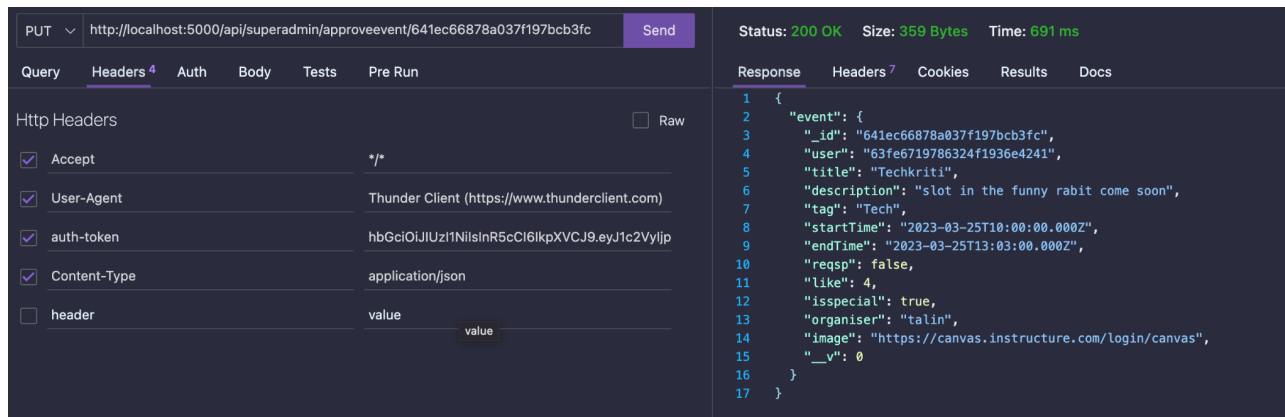 PUT http://localhost:5000/api/superadmin/approveevent/641ec66878a037f197bcb3fc Send
Query Headers 4 Auth Body Tests Pre Run
Http Headers Raw
Accept */*
User-Agent Thunder Client (https://www.thunderclient.com)
auth-token hbGciOiJIUzI1NiIsInR5cCI6IkpXVCJ9.eyJ1c2VyIjp
Content-Type application/json
header value
value
Status: 200 OK Size: 359 Bytes Time: 691 ms
Response Headers 7 Cookies Results Docs
1 {
2 "event": {
3 "_id": "641ec66878a037f197bcb3fc",
4 "user": "63fe6719786324f1936e4241",
5 "title": "Techkriti",
6 "description": "slot in the funny rabit come soon",
7 "tag": "Tech",
8 "startTime": "2023-03-25T10:00:00.000Z",
9 "endTime": "2023-03-25T13:03:00.000Z",
10 "reqsp": false,
11 "like": 4,
12 "isspecial": true,
13 "organiser": "talin",
14 "image": "https://canvas.instructure.com/login/canvas",
15 "__v": 0
16 }
17 }